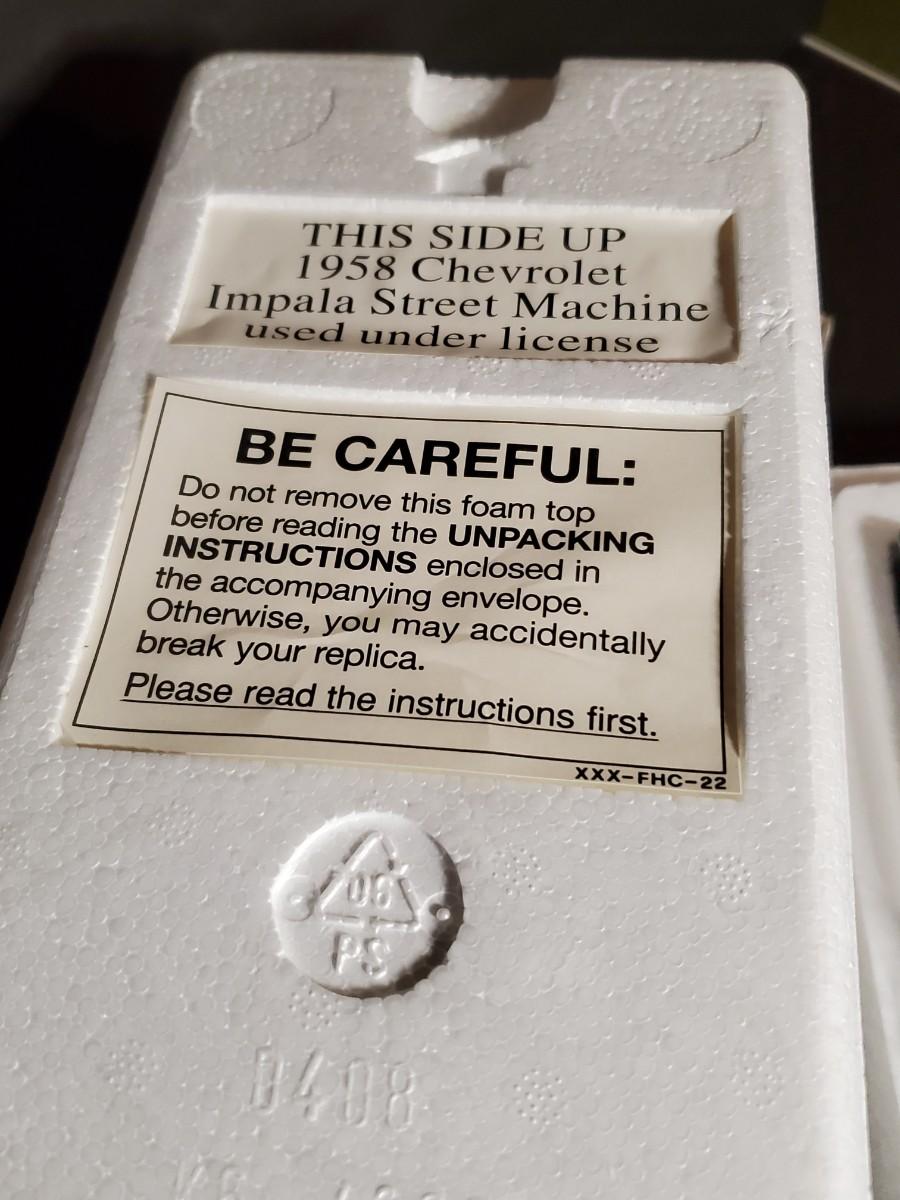 THIS SIDE UP
1958 Chevrolet
Impala Street Machine
used under license
BE CAREFUL:
Do not remove this foam top
before reading the UNPACKING
INSTRUCTIONS enclosed in
the accompanying envelope.
Otherwise, you may accidentally
break your replica.
Please read the instructions first.
XXX-FHC-22
06
PS